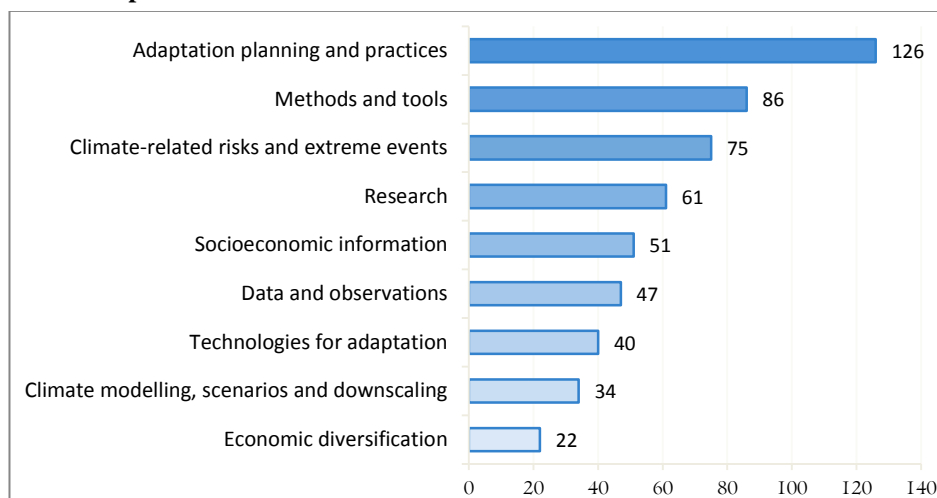 Adaptation planning and practices 126
Methods and tools 86
Climate-related risks and extreme events 75
Research 61
Socioeconomic information 51
Data and observations 47
Technologies for adaptation 40
Climate modelling, scenarios and downscaling 34
Economic diversification 22
0 20 40 60 80 100 120 140